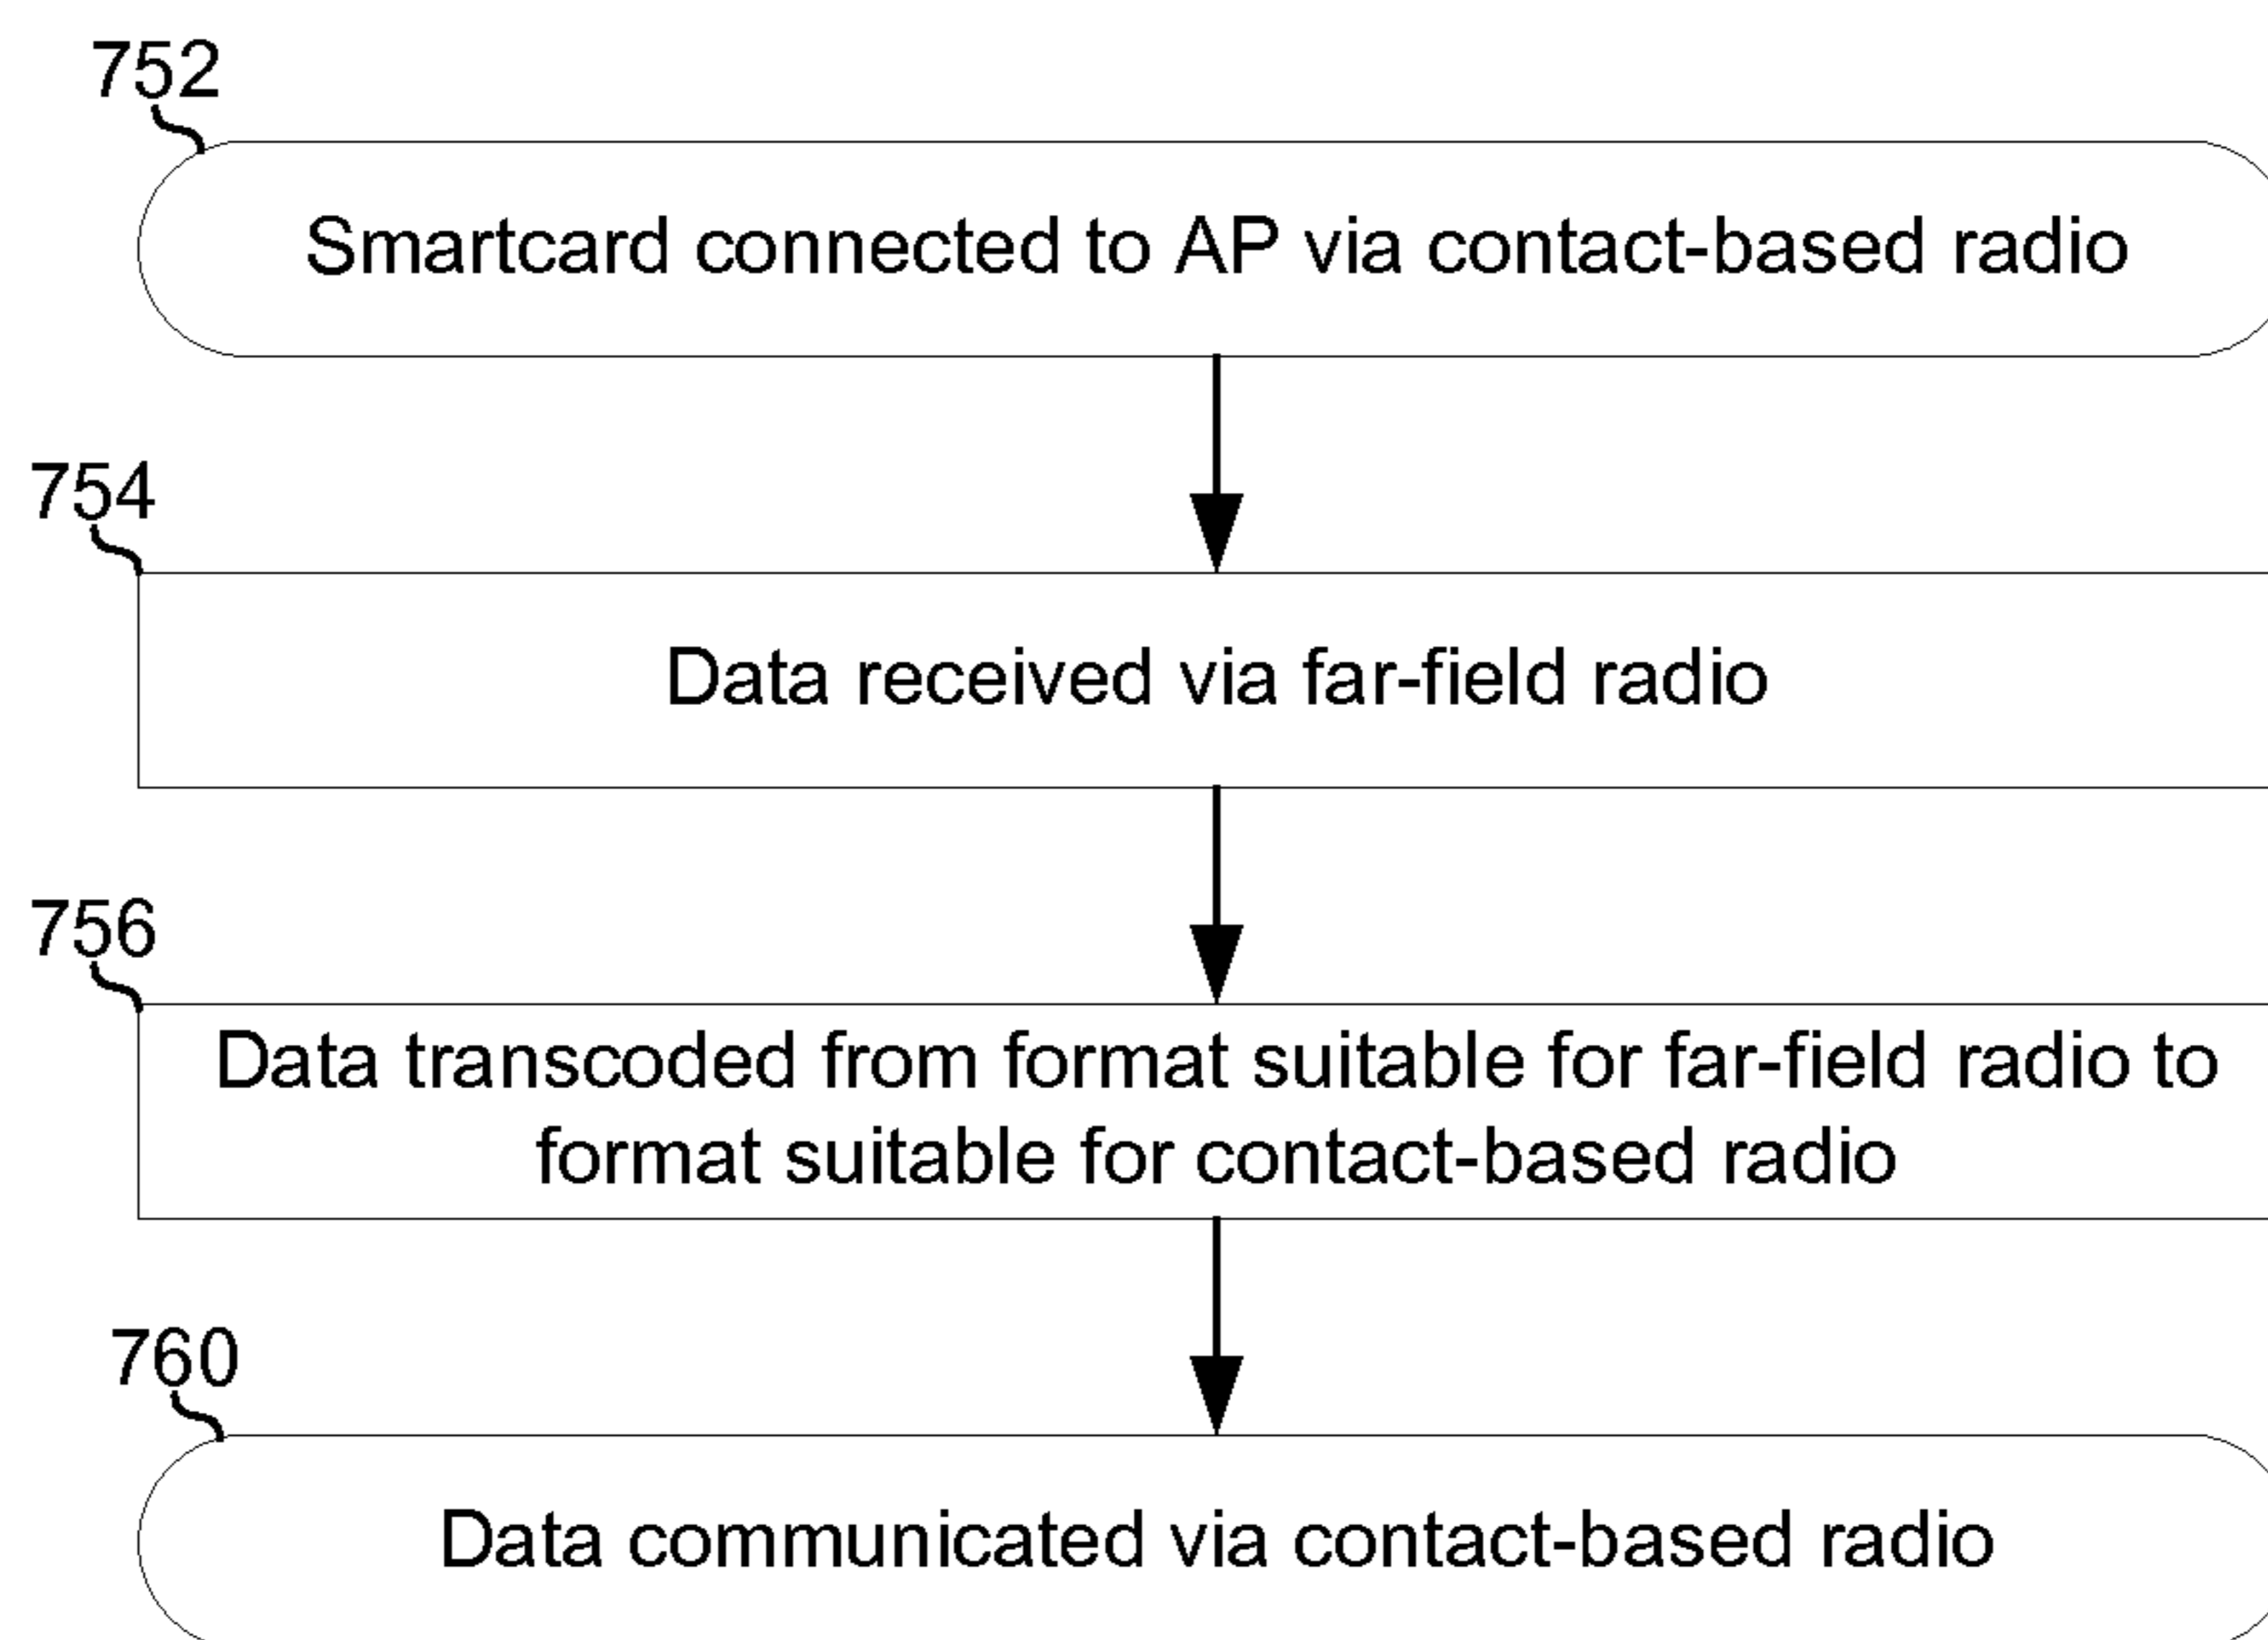 752
Smartcard connected to AP via contact-based radio
754
Data received via far-field radio
756
Data transcoded from format suitable for far-field radio to
format suitable for contact-based radio
760
Data communicated via contact-based radio